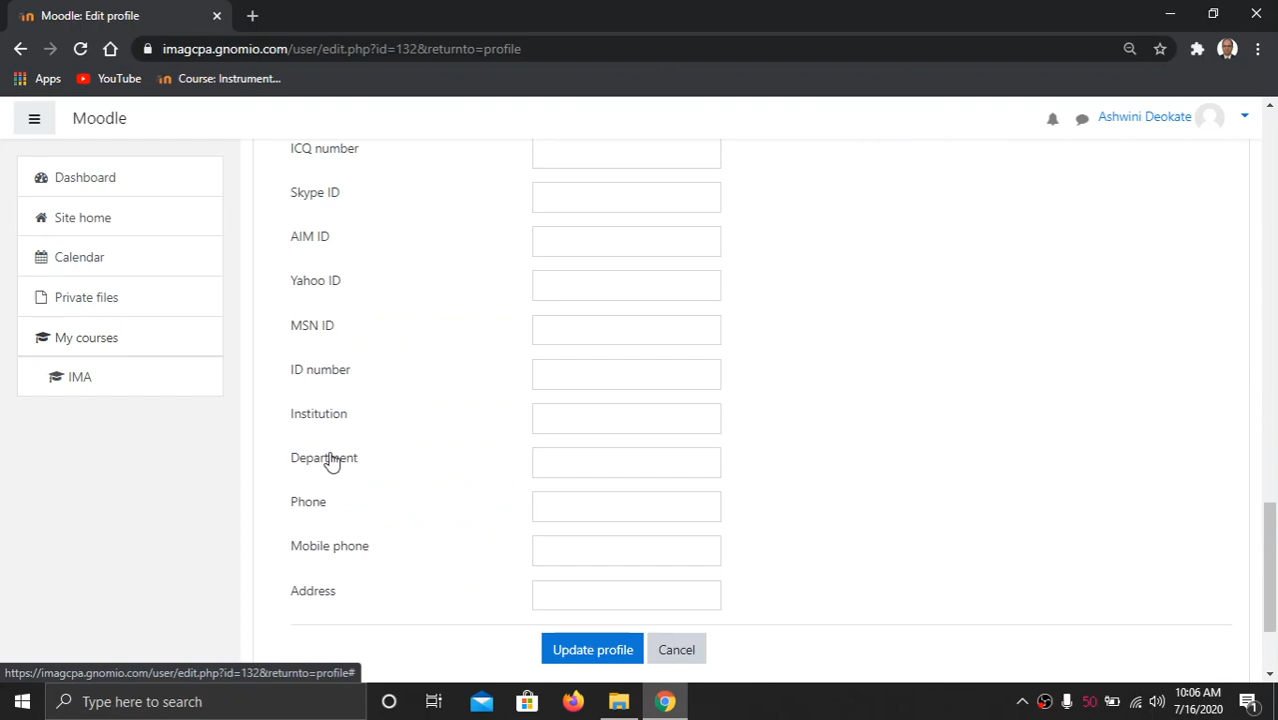 Moodle: Edit profile
imagcpa.gnomio.com/user/edit.php?id=132&returnto=profile
Apps YouTube Course: Instrument...
Moodle
Ashwini Deokate
Dashboard
Site home
Calendar
Private files
My courses
IMA
ICQ number
Skype ID
AIM ID
Yahoo ID
MSN ID
ID number
Institution
Department
Phone
Mobile phone
Address
Update profile Cancel
https://imagcpa.gnomio.com/user/edit.php?id=132&returnto=profile#
Type here to search
50
10:06 AM
7/16/2020
1